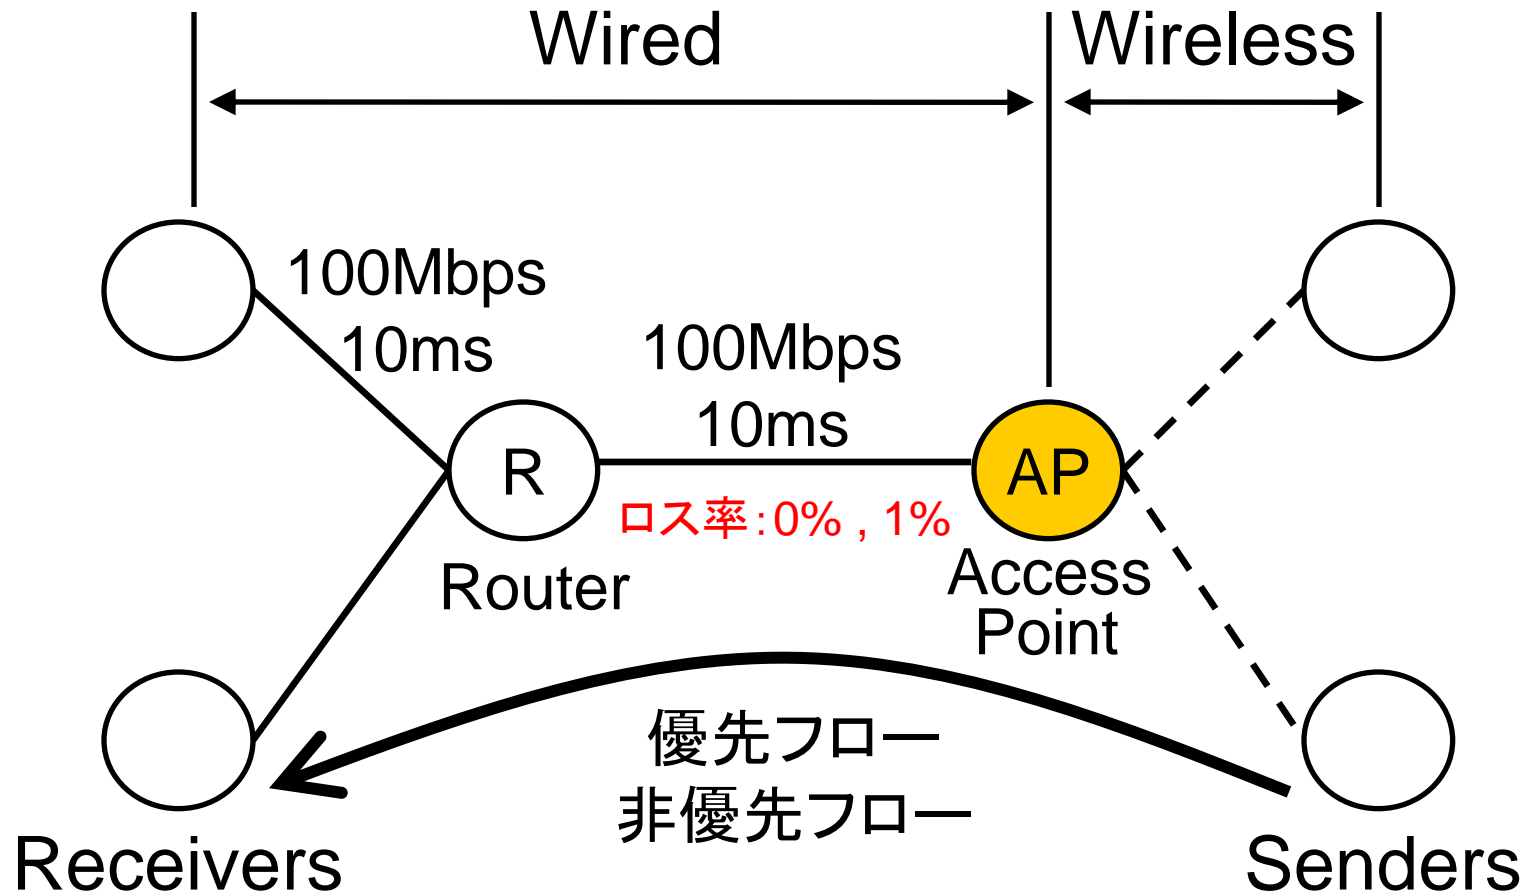 Wired
Wireless
100Mbps
10ms
100Mbps
10ms
R
AP
ロス率:0% , 1%
Router
Access
Point
優先フロー
非優先フロー
Receivers
Senders